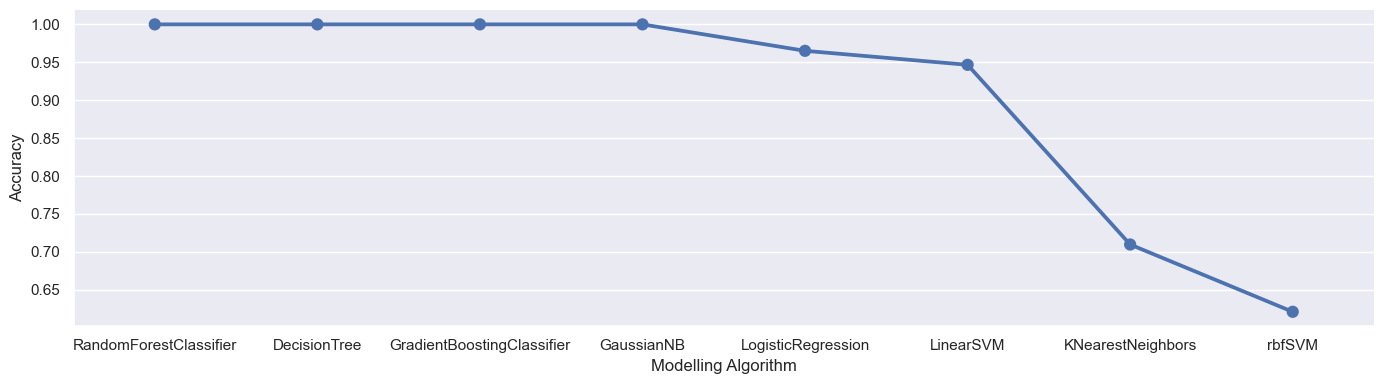 1.00
0.95
0.90
0.85
0.80
0.75
0.70
0.65
Accuracy
RandomForestClassifier DecisionTree GradientBoostingClassifier GaussianNB LogisticRegression LinearSVM KNearestNeighbors rbfSVM
Modelling Algorithm